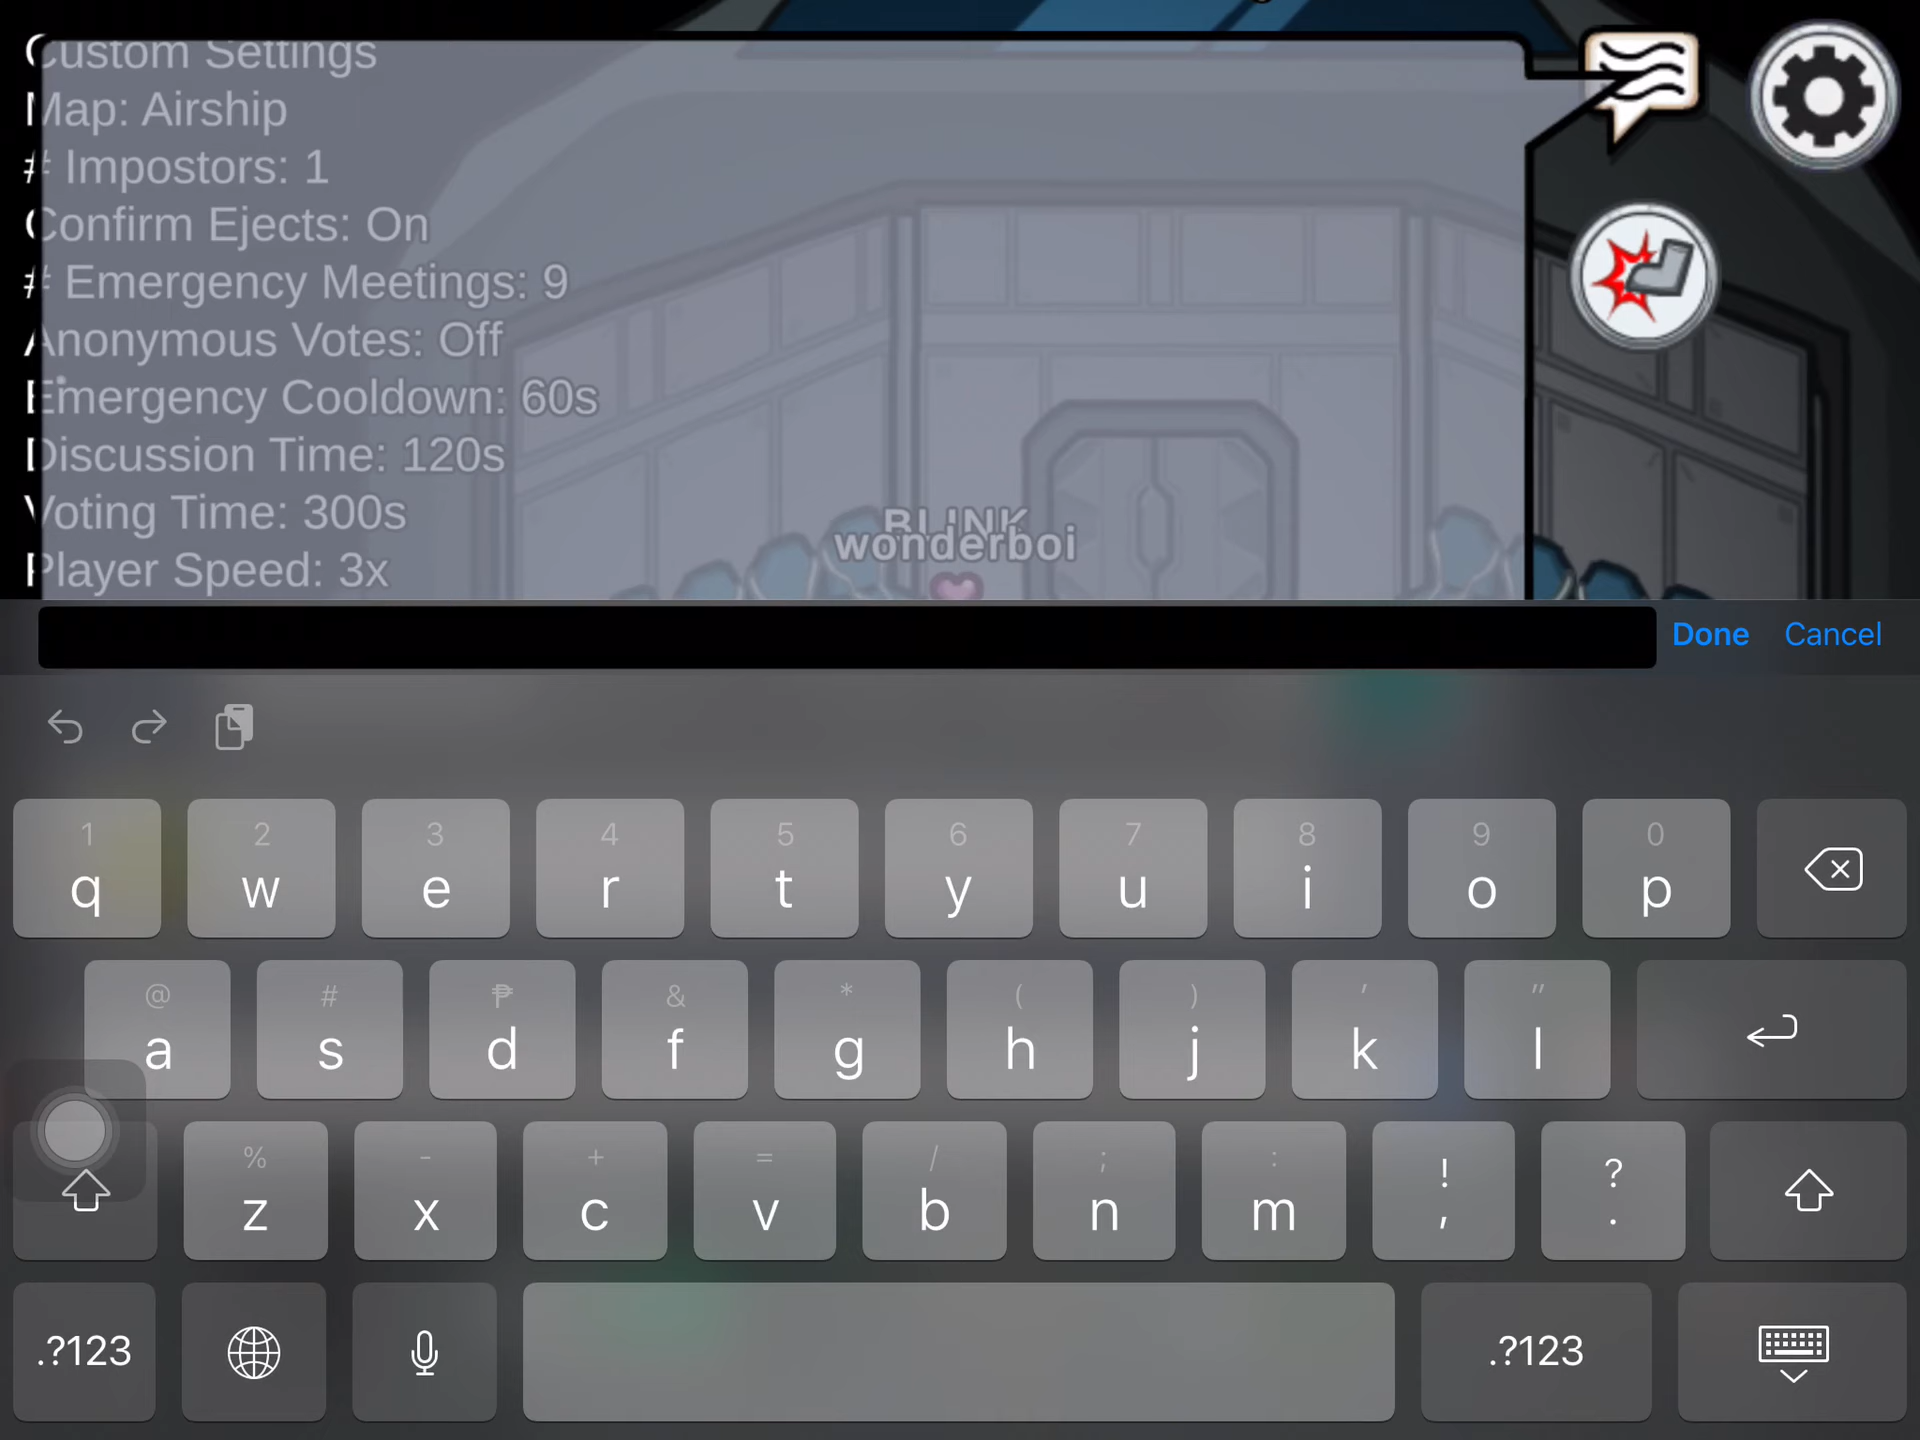 Custom Settings
Map: Airship
# Impostors: 1
Confirm Ejects: On
# Emergency Meetings: 9
Anonymous Votes: Off
Emergency Cooldown: 60s
Discussion Time: 120s
Voting Time: 300s
Player Speed: 3x
BLINK
wonderboi
Done Cancel
1 2 3 4 5 6 7 8 9 0
q w e r t y u i o p
@ # ₱ & * ( ) ' "
a s d f g h j k l
% - + = / ; : ! ?
z x c v b n m , .
.?123 .?123